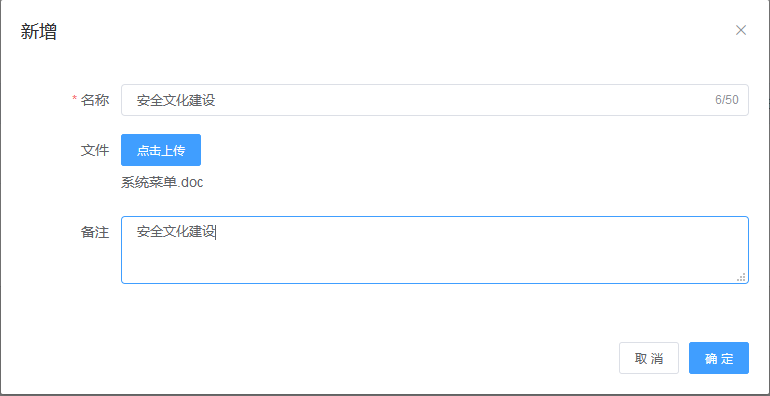 新增
* 名称 安全文化建设 6/50
文件 点击上传
系统菜单.doc
备注 安全文化建设
取 消 确 定